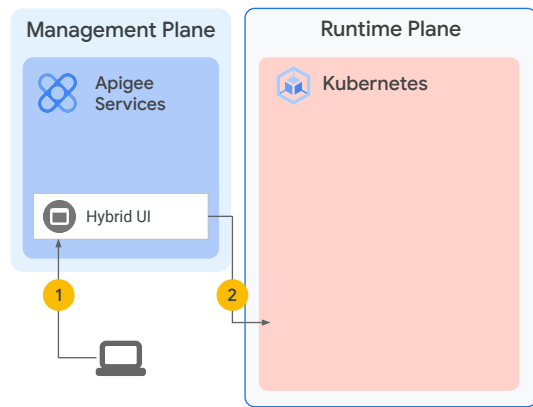 Management Plane
Apigee
Services
Hybrid UI
1
2
Runtime Plane
Kubernetes